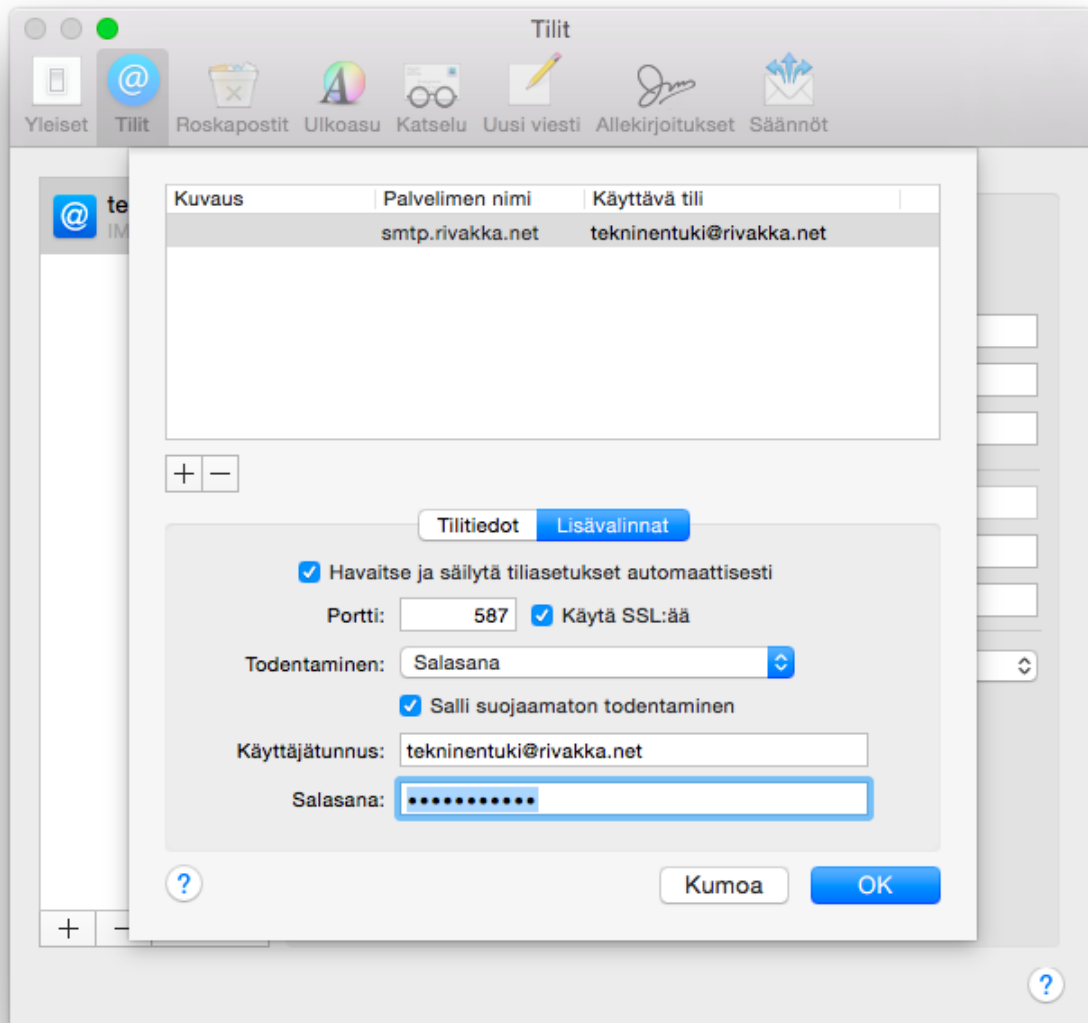 Tilit
Yleiset Tilit Roskapostit Ulkoasu Katselu Uusi viesti Allekirjoitukset Säännöt
te
IM
Kuvaus Palvelimen nimi Käyttävä tili
smtp.rivakka.net tekninentuki@rivakka.net
Tilitiedot Lisävalinnat
Havaitse ja säilytä tiliasetukset automaattisesti
Portti: 587 Käytä SSL:ää
Todentaminen: Salasana
Salli suojaamaton todentaminen
Käyttäjätunnus: tekninentuki@rivakka.net
Salasana: •••••••••••
? Kumoa OK
?